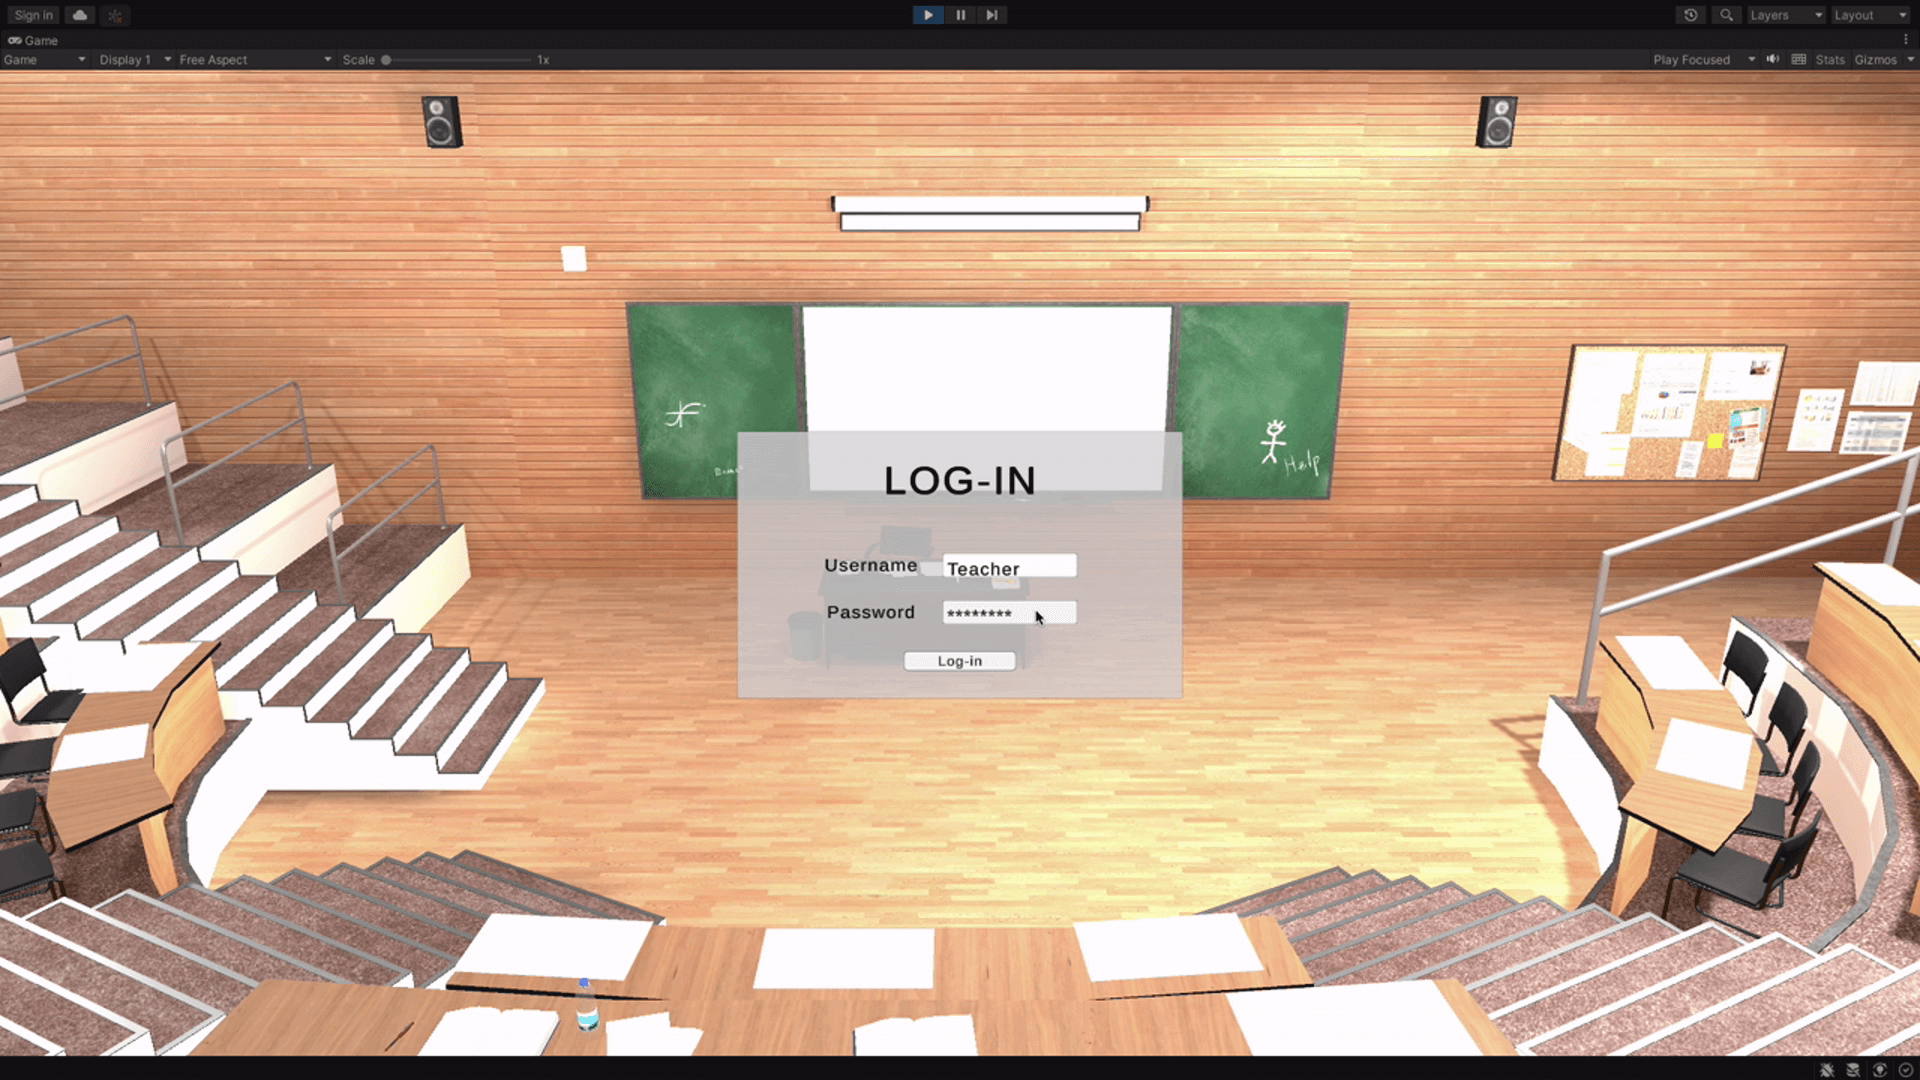 Sign in
Layers
Layout
Game
Game
Display 1
Free Aspect
Scale
1x
Play Focused
Stats
Gizmos
Help
LOG-IN
Username
Teacher
Password
********
Log-in